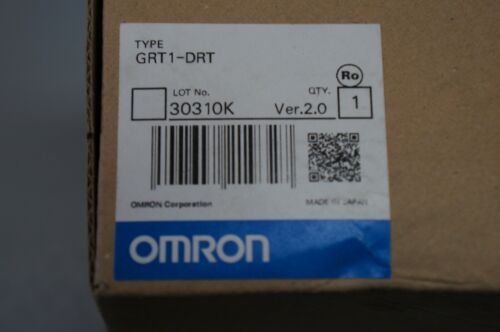 TYPE
GRT1-DRT
Ro
LOT No. QTY.
30310K Ver.2.0 1
OMRON Corporation MADE IN JAPAN
OMRON